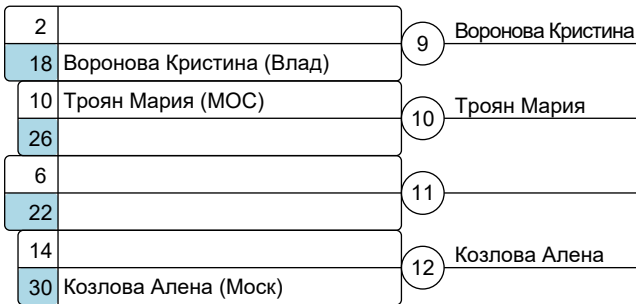 2
18 Воронова Кристина (Влад)
9 Воронова Кристина
10 Троян Мария (МОС)
26
10 Троян Мария
6
22
11
14
30 Козлова Алена (Моск)
12 Козлова Алена